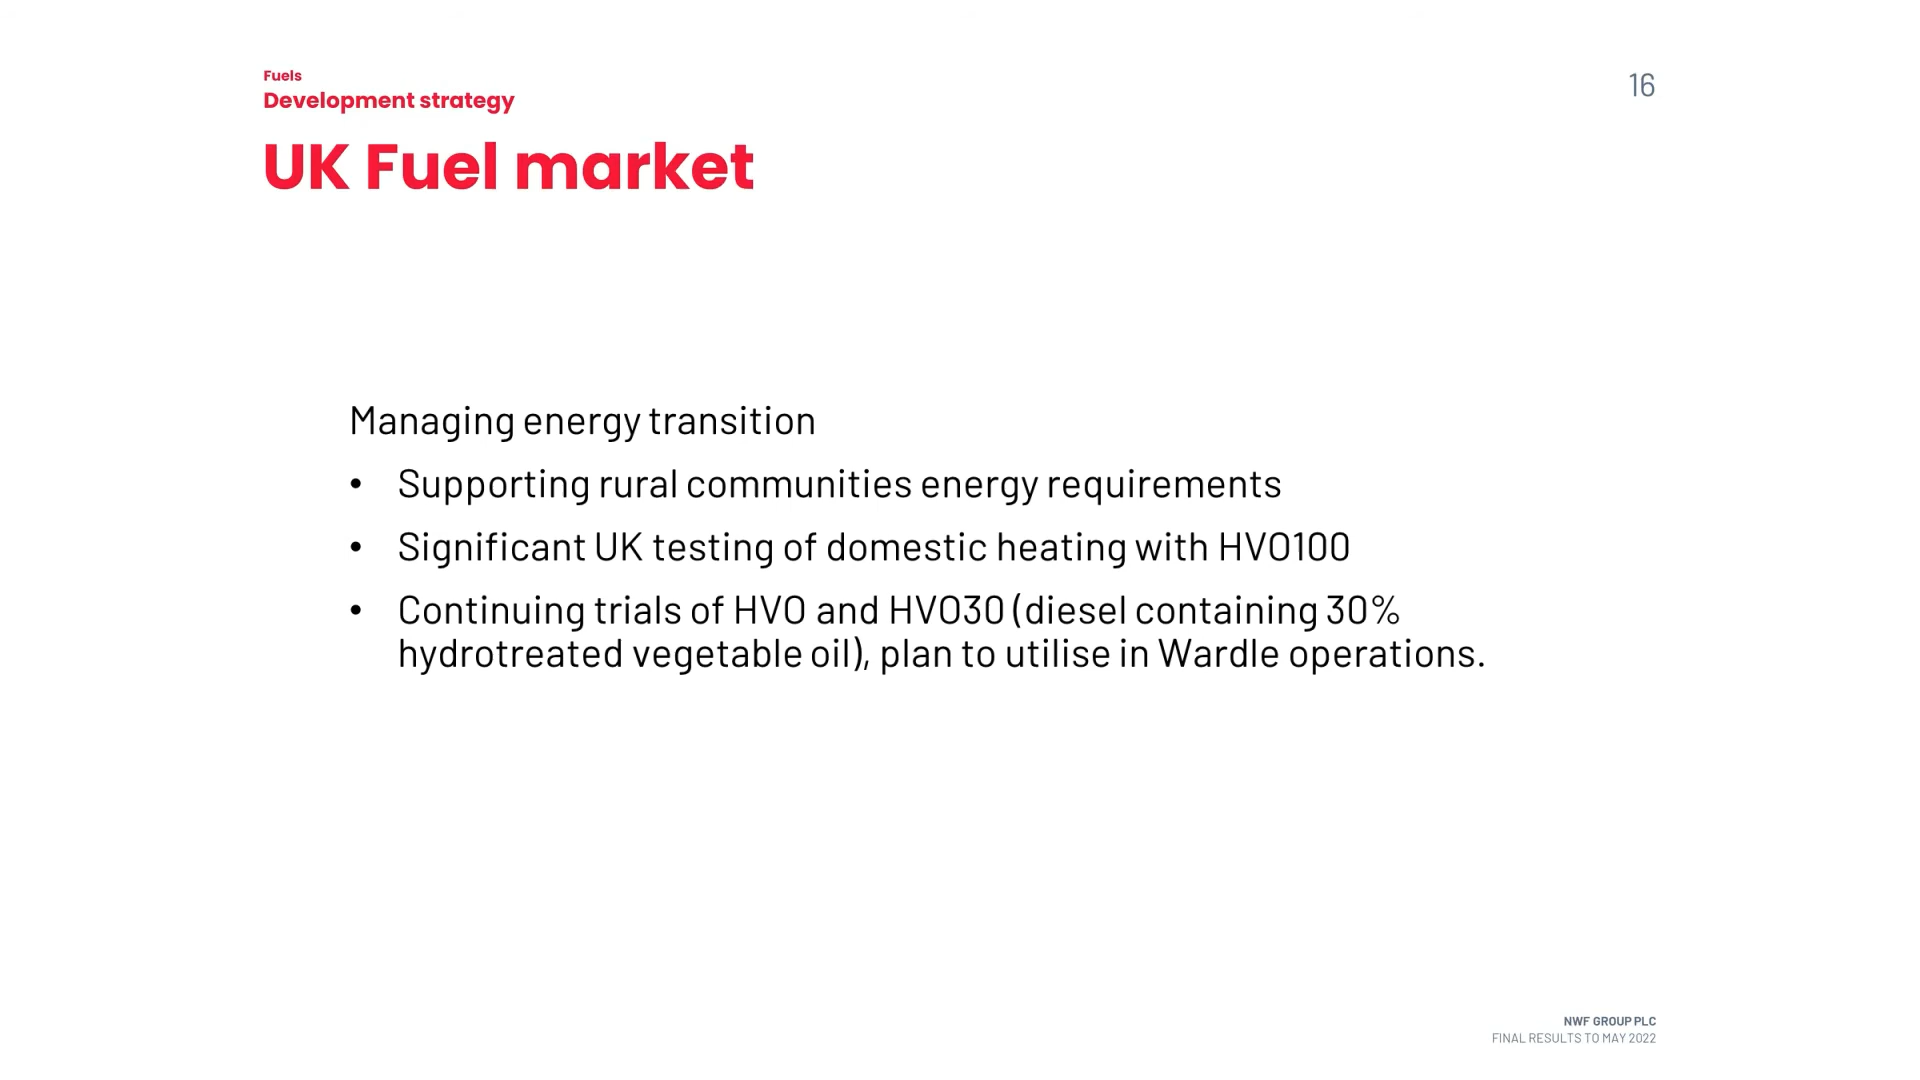 Fuels
Development strategy
16
UK Fuel market
Managing energy transition
• Supporting rural communities energy requirements
• Significant UK testing of domestic heating with HVO100
• Continuing trials of HVO and HVO30 (diesel containing 30%
hydrotreated vegetable oil), plan to utilise in Wardle operations.
NWF GROUP PLC
FINAL RESULTS TO MAY 2022